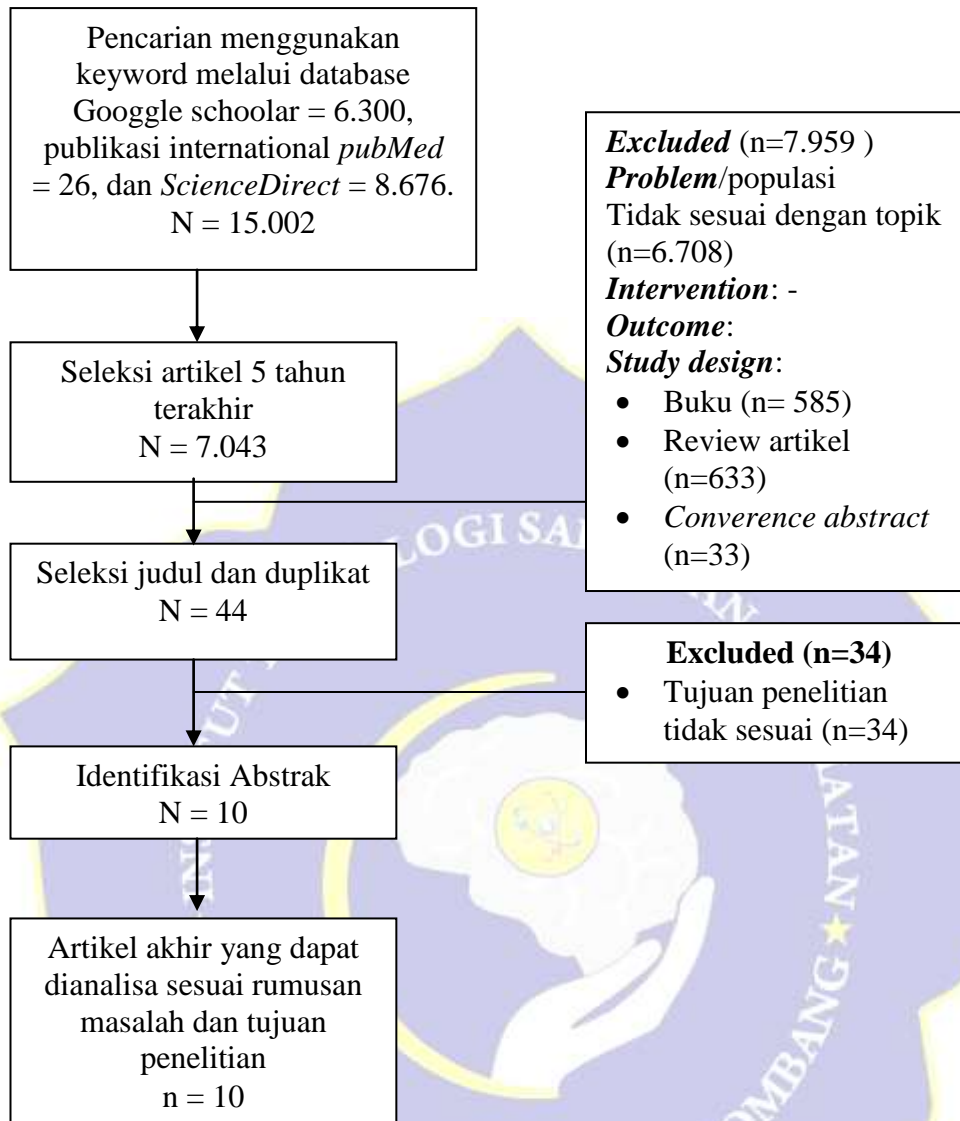 Pencarian menggunakan
keyword melalui database
Googgle schoolar = 6.300,
publikasi international pubMed
= 26, dan ScienceDirect = 8.676.
N = 15.002
Excluded (n=7.959 )
Problem/populasi
Tidak sesuai dengan topik
(n=6.708)
Intervention: -
Outcome:
Study design:
• Buku (n= 585)
• Review artikel
(n=633)
• Converence abstract
(n=33)
Seleksi artikel 5 tahun
terakhir
N = 7.043
Seleksi judul dan duplikat
N = 44
Excluded (n=34)
• Tujuan penelitian
tidak sesuai (n=34)
Identifikasi Abstrak
N = 10
Artikel akhir yang dapat
dianalisa sesuai rumusan
masalah dan tujuan
penelitian
n = 10